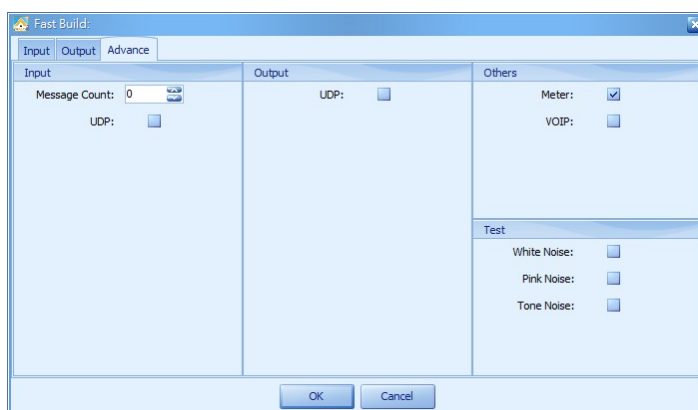 Fast Build:
Input Output Advance
Input
Message Count: 0
UDP:
Output
UDP:
Others
Meter:
VOIP:
Test
White Noise:
Pink Noise:
Tone Noise:
OK Cancel